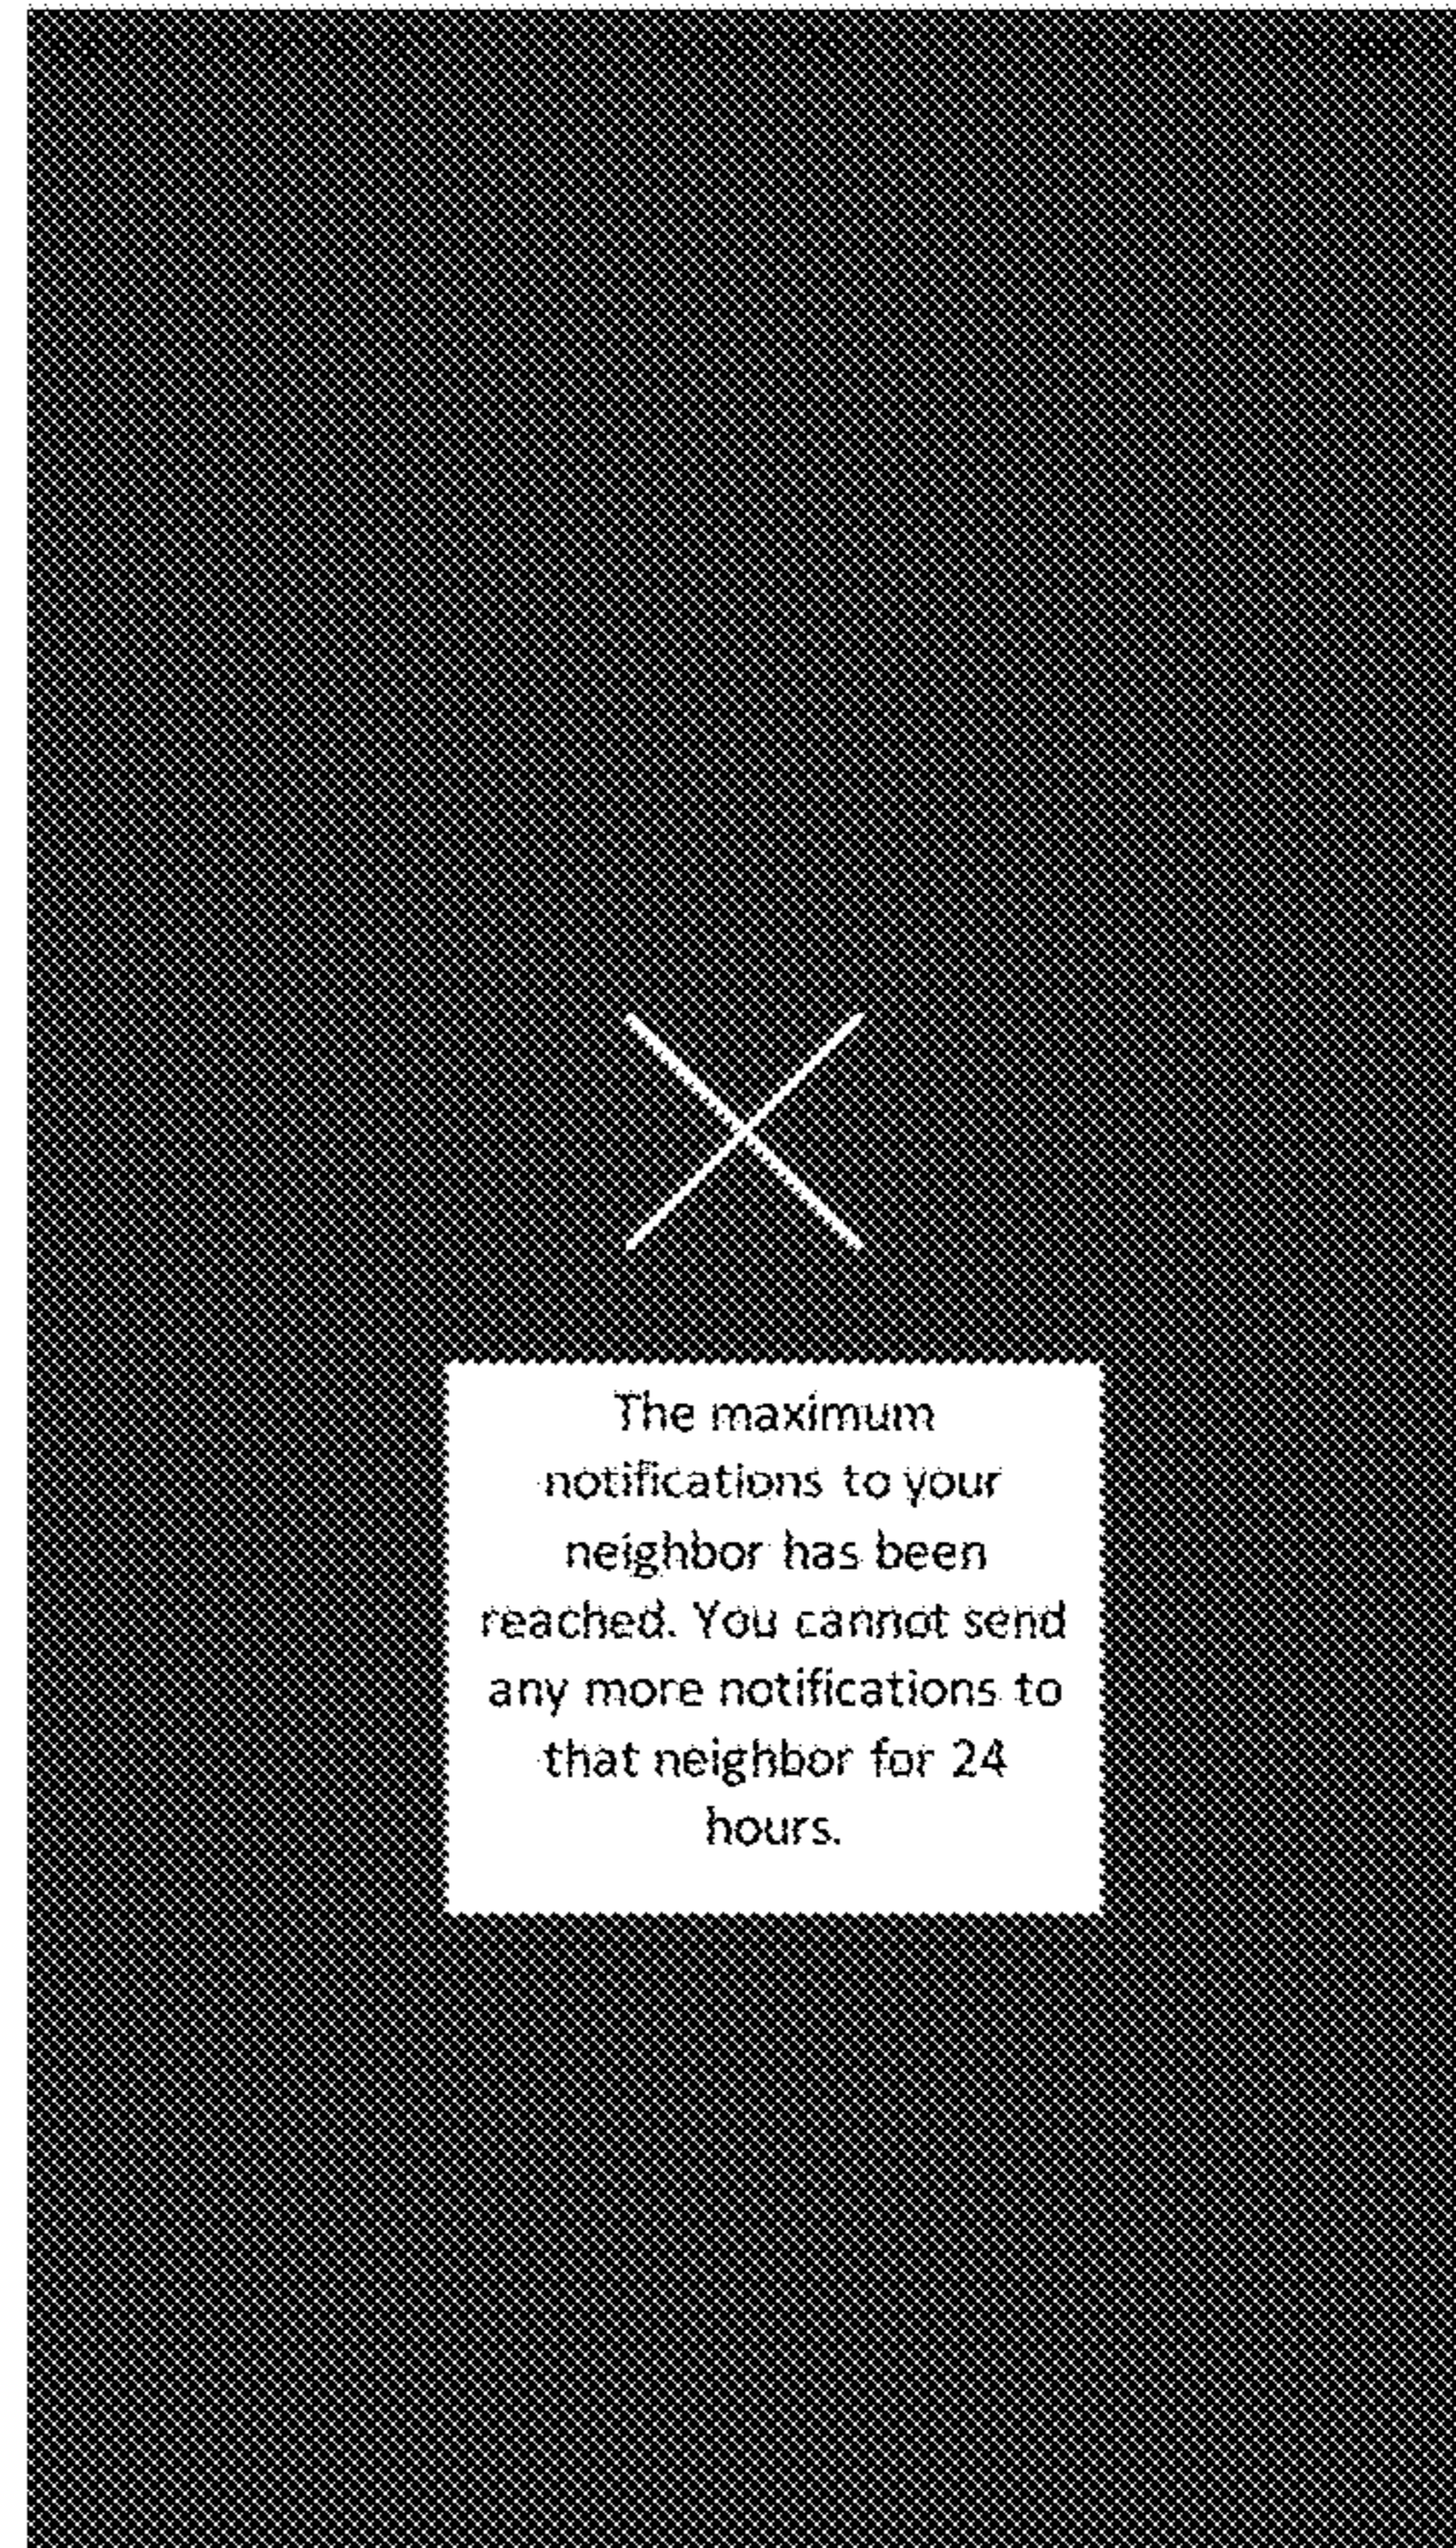 The maximum
notifications to your
neighbor has been
reached. You cannot send
any more notifications to
that neighbor for 24
hours.